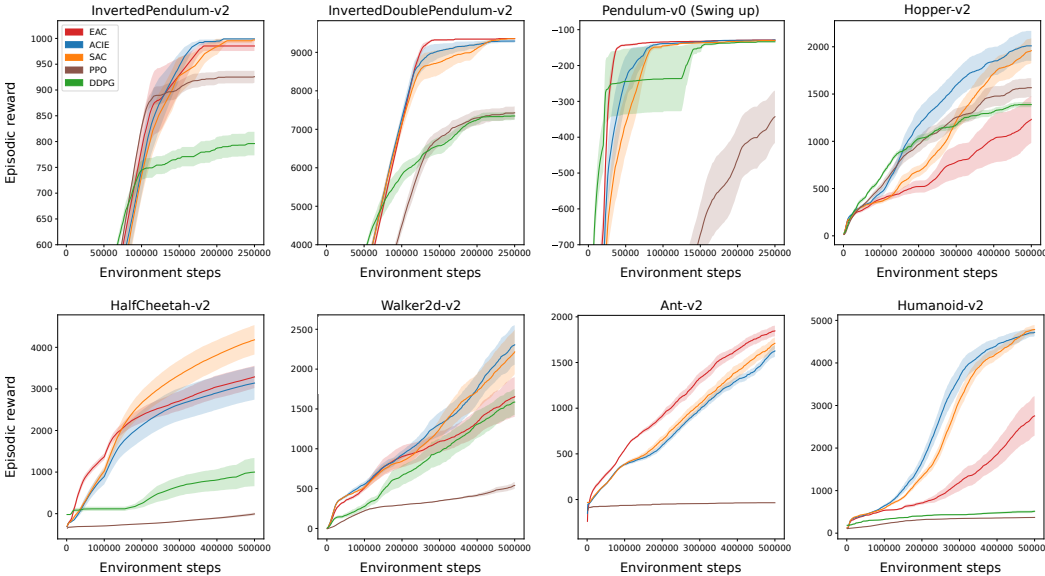 InvertedPendulum-v2
InvertedDoublePendulum-v2
Pendulum-v0 (Swing up)
Hopper-v2
Episodic reward
1000
950
900
850
800
750
700
650
600
EAC
ACIE
SAC
PPO
DDPG
0 50000 100000 150000 200000 250000
Environment steps
9000
8000
7000
6000
5000
4000
0 50000 100000 150000 200000 250000
Environment steps
−100
−200
−300
−400
−500
−600
−700
0 50000 100000 150000 200000 250000
Environment steps
2000
1500
1000
500
0
0 100000 200000 300000 400000 500000
Environment steps
HalfCheetah-v2
Walker2d-v2
Ant-v2
Humanoid-v2
Episodic reward
4000
3000
2000
1000
0
0 100000 200000 300000 400000 500000
Environment steps
2500
2000
1500
1000
500
0
0 100000 200000 300000 400000 500000
Environment steps
2000
1500
1000
500
0
0 100000 200000 300000 400000 500000
Environment steps
5000
4000
3000
2000
1000
0
0 100000 200000 300000 400000 500000
Environment steps